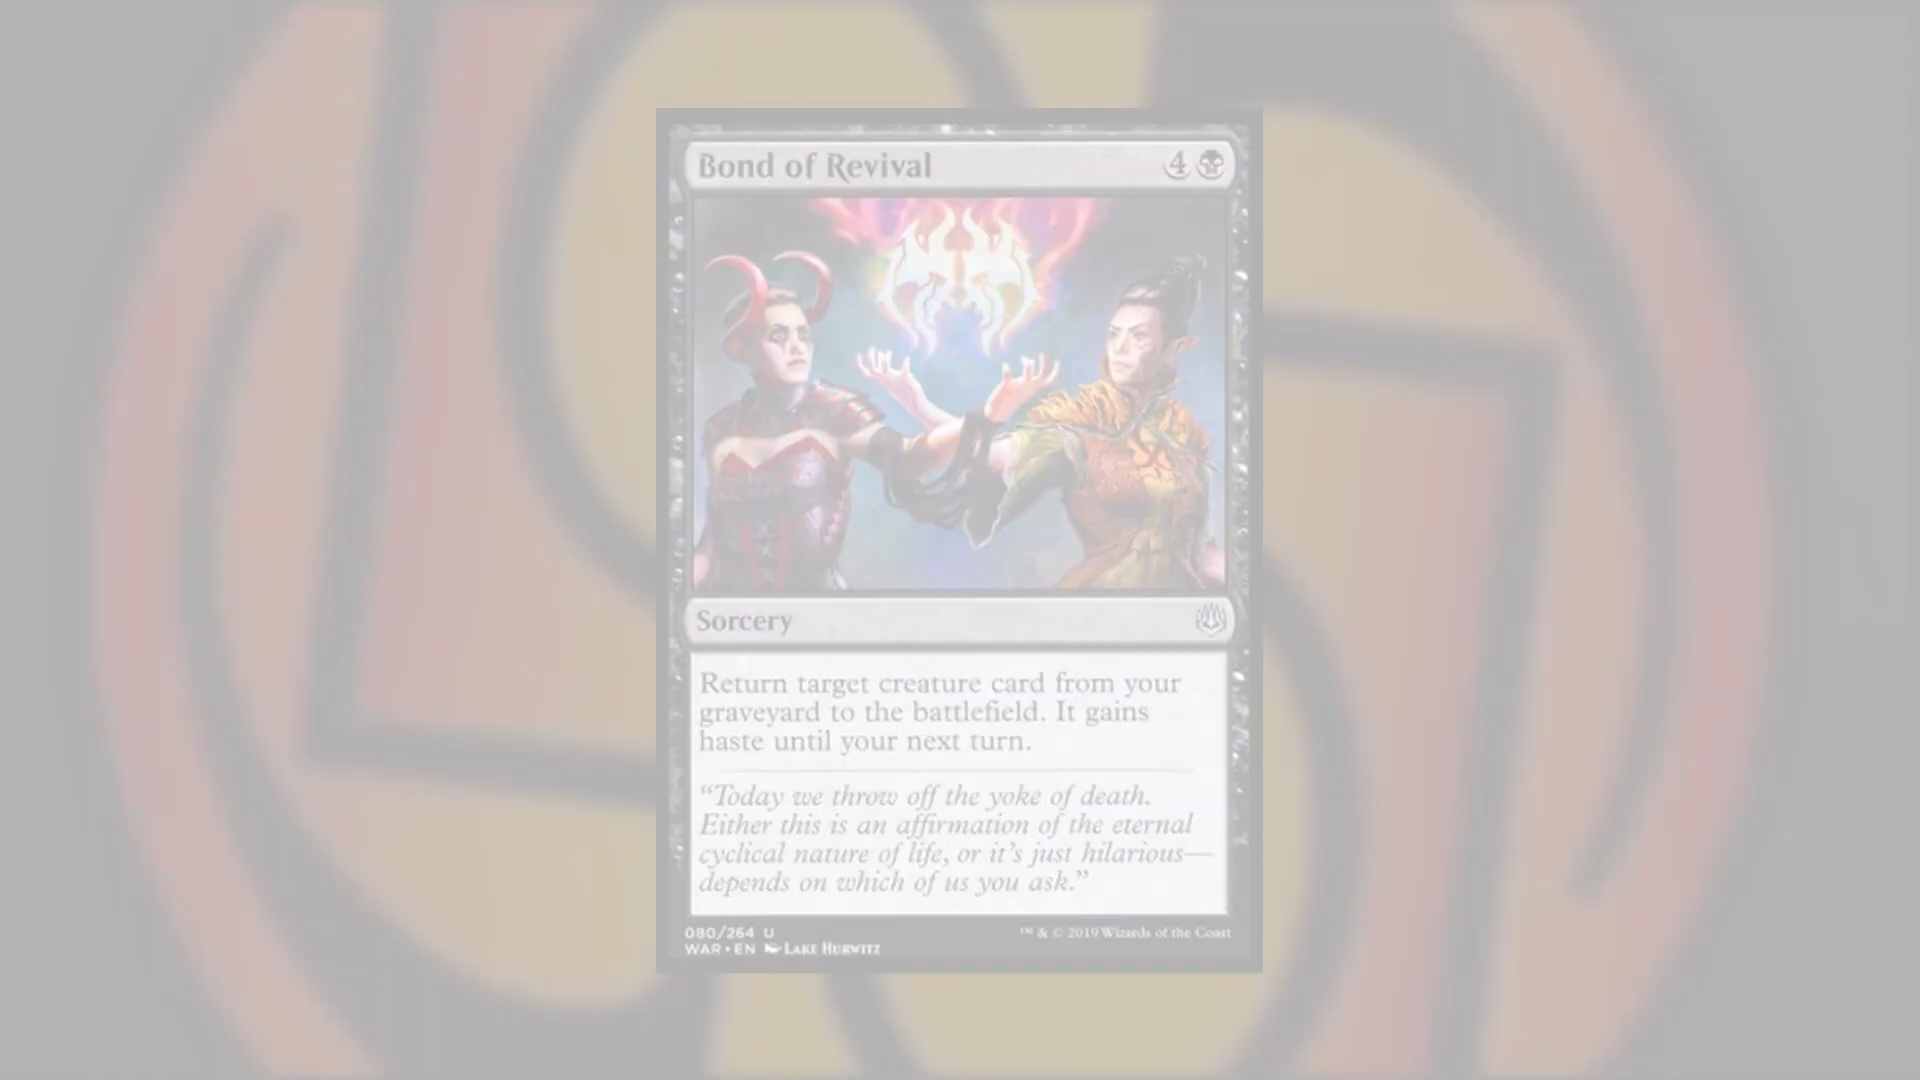 Bond of Revival 4
Sorcery
Return target creature card from your
graveyard to the battlefield. It gains
haste until your next turn.
“Today we throw off the yoke of death.
Either this is an affirmation of the eternal
cyclical nature of life, or it’s just hilarious—
depends on which of us you ask.”
080/264 U
WAR • EN LAKE HURWITZ
™ & © 2019 Wizards of the Coast